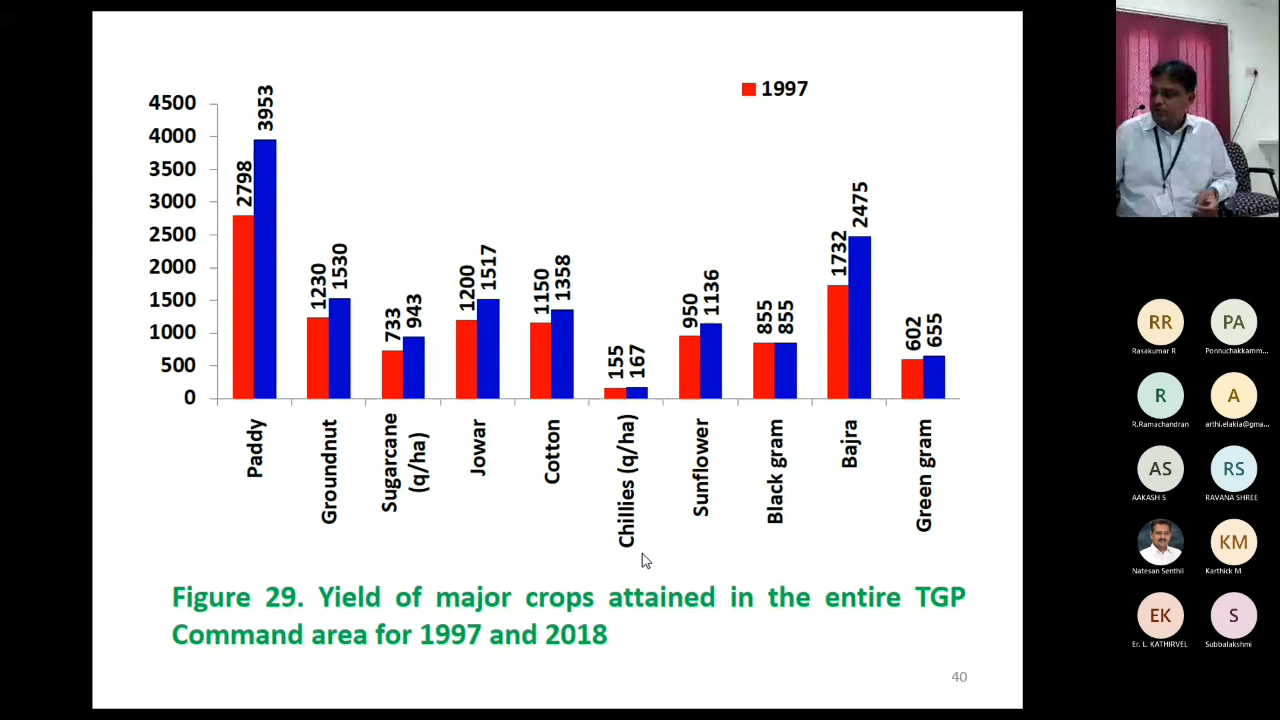 1997
4500
4000
3500
3000
2500
2000
1500
1000
500
0
2798
3953
1230
1530
733
943
1200
1517
1150
1358
155
167
950
1136
855
855
1732
2475
602
655
Paddy
Groundnut
Sugarcane
(q/ha)
Jowar
Cotton
Chillies (q/ha)
Sunflower
Black gram
Bajra
Green gram
Figure 29. Yield of major crops attained in the entire TGP
Command area for 1997 and 2018
40
RR
Rasakumar R
PA
Ponnuchakkamm...
R
R.Ramachandran
A
arthi.elakia@gma...
AS
AAKASH S
RS
RAVANA SHREE
Natesan Senthil
KM
Karthick M
EK
Er. L. KATHIRVEL
S
Subbalakshmi